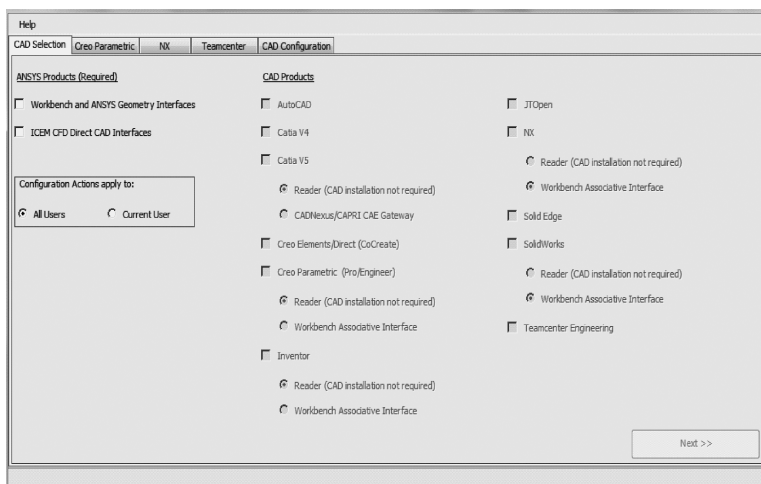 Help
CAD Selection Creo Parametric NX Teamcenter CAD Configuration
ANSYS Products (Required)
Workbench and ANSYS Geometry Interfaces
ICEM CFD Direct CAD Interfaces
Configuration Actions apply to:
All Users Current User
CAD Products
AutoCAD
Catia V4
Catia V5
Reader (CAD installation not required)
CADNexus/CAPRI CAE Gateway
Creo Elements/Direct (CoCreate)
Creo Parametric (Pro/Engineer)
Reader (CAD installation not required)
Workbench Associative Interface
Inventor
Reader (CAD installation not required)
Workbench Associative Interface
JTOpen
NX
Reader (CAD installation not required)
Workbench Associative Interface
Solid Edge
SolidWorks
Reader (CAD installation not required)
Workbench Associative Interface
Teamcenter Engineering
Next >>